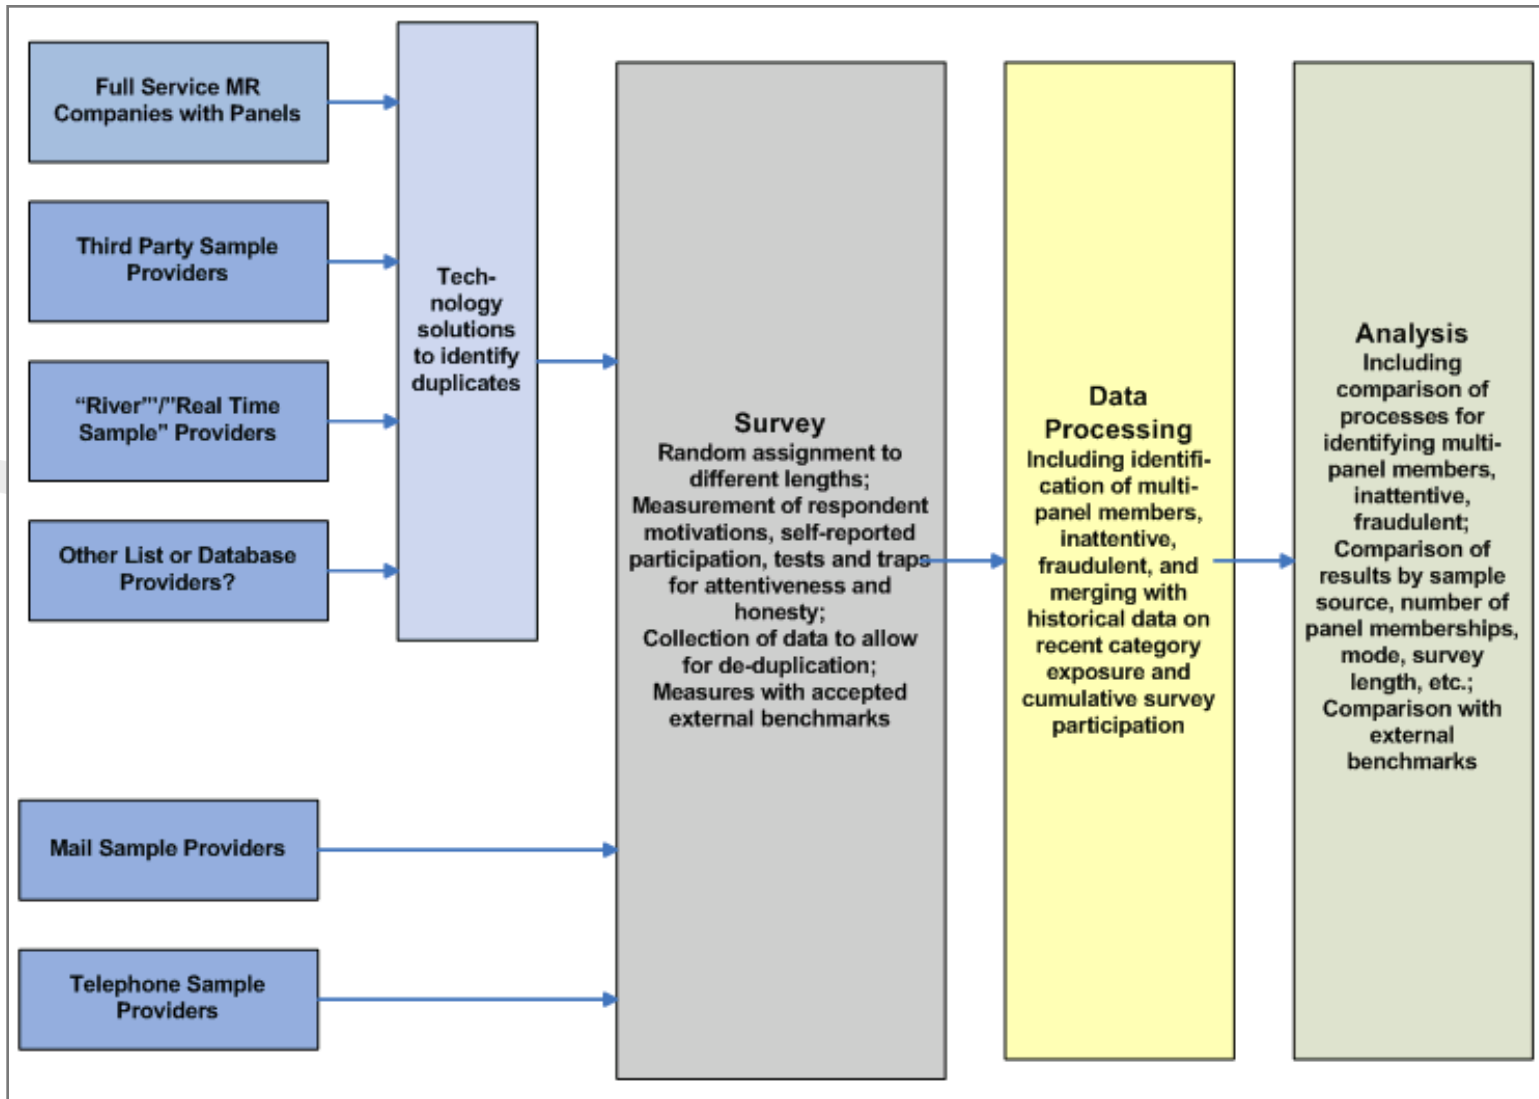 Full Service MR
Companies with Panels
Third Party Sample
Providers
“River”'/”Real Time
Sample” Providers
Other List or Database
Providers?
Mail Sample Providers
Telephone Sample
Providers
Tech-
nology
solutions
to identify
duplicates
Survey
Random assignment to
different lengths;
Measurement of respondent
motivations, self-reported
participation, tests and traps
for attentiveness and
honesty;
Collection of data to allow
for de-duplication;
Measures with accepted
external benchmarks
Data
Processing
Including identifi-
cation of multi-
panel members,
inattentive,
fraudulent, and
merging with
historical data on
recent category
exposure and
cumulative survey
participation
Analysis
Including
comparison of
processes for
identifying multi-
panel members,
inattentive,
fraudulent;
Comparison of
results by sample
source, number of
panel memberships,
mode, survey
length, etc.;
Comparison with
external
benchmarks